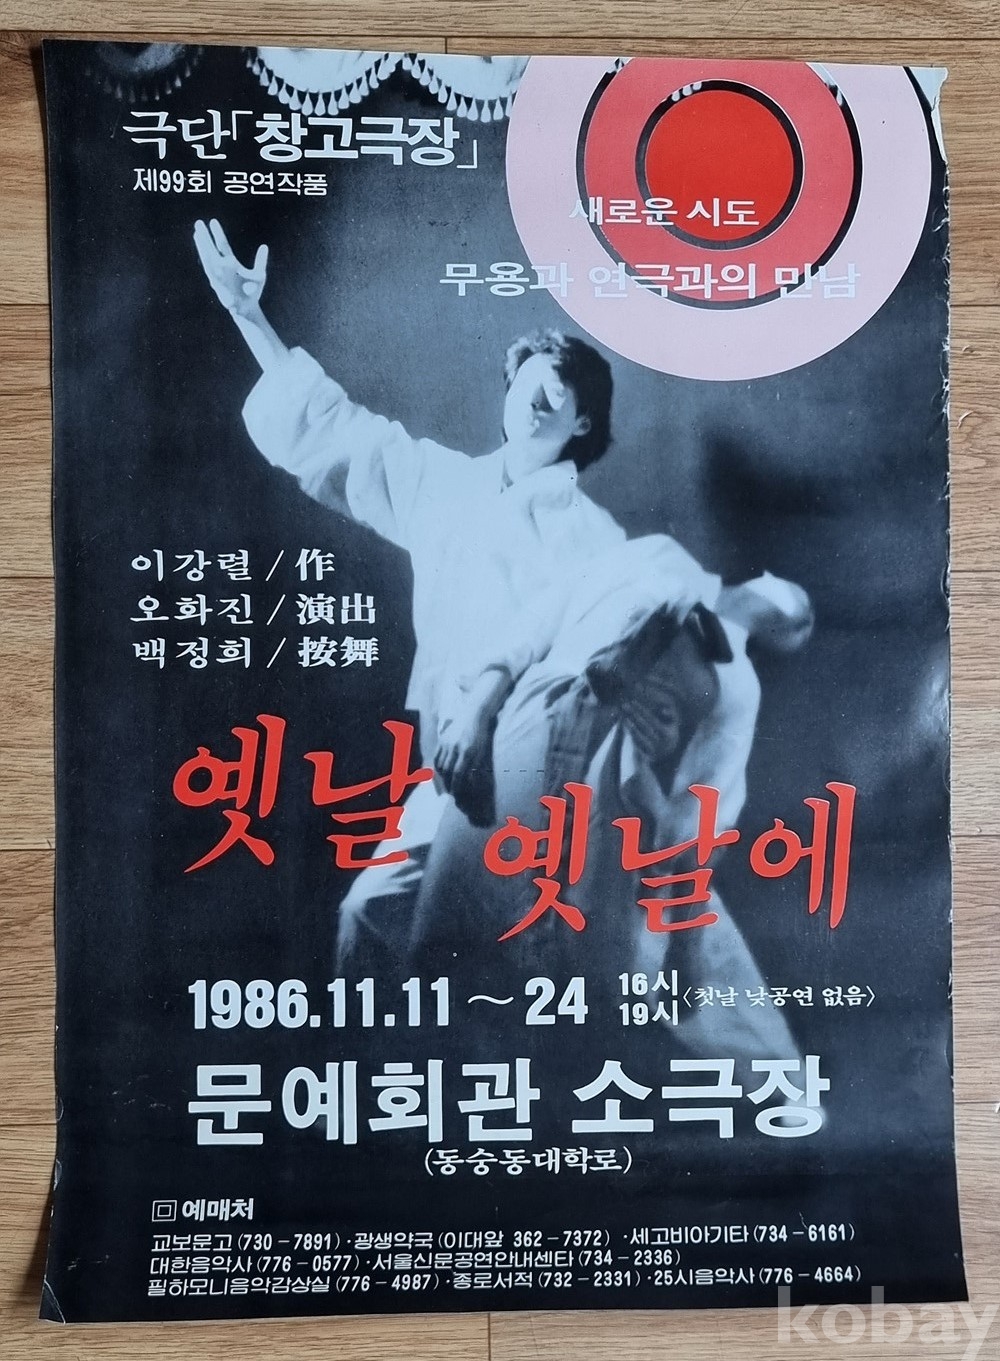 극단「창고극장」
제99회 공연작품
새로운 시도
무용과 연극과의 만남
이강렬 / 作
오화진 / 演出
백정희 / 按舞
옛날
옛날에
1986.11.11 ~ 24 16시 19시 〈첫날 낮공연 없음〉
문예회관 소극장
(동숭동대학로)
回 예매처
교보문고 (730-7891)·광생약국 (이대앞 362-7372)·세고비아기타 (734-6161)
대한음악사 (776-0577)·서울신문공연안내센타 (734-2336)
필하모니음악감상실 (776-4987)·종로서적 (732-2331)·25시음악사 (776-4664)
kobay